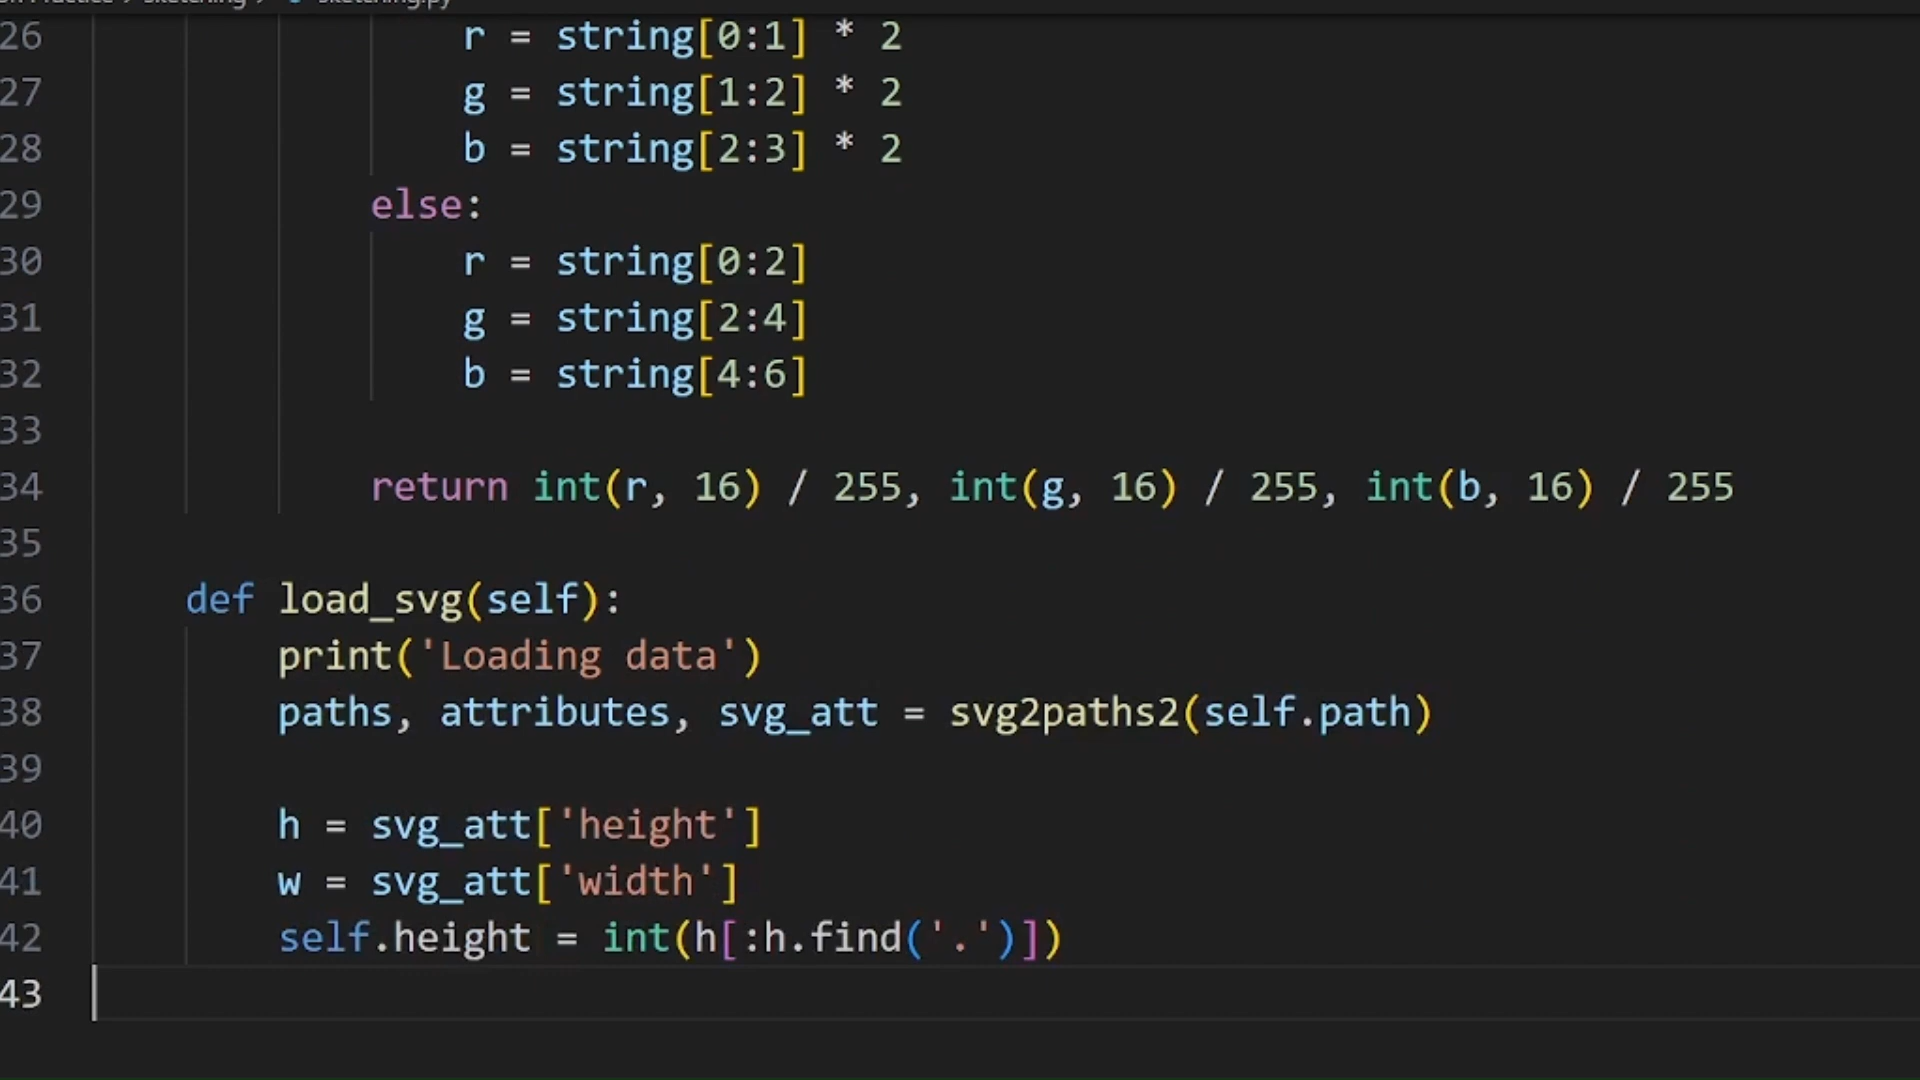 sketching.py
26 r = string[0:1] * 2
27 g = string[1:2] * 2
28 b = string[2:3] * 2
29 else:
30 r = string[0:2]
31 g = string[2:4]
32 b = string[4:6]
33
34 return int(r, 16) / 255, int(g, 16) / 255, int(b, 16) / 255
35
36 def load_svg(self):
37 print('Loading data')
38 paths, attributes, svg_att = svg2paths2(self.path)
39
40 h = svg_att['height']
41 w = svg_att['width']
42 self.height = int(h[:h.find('.')])
43